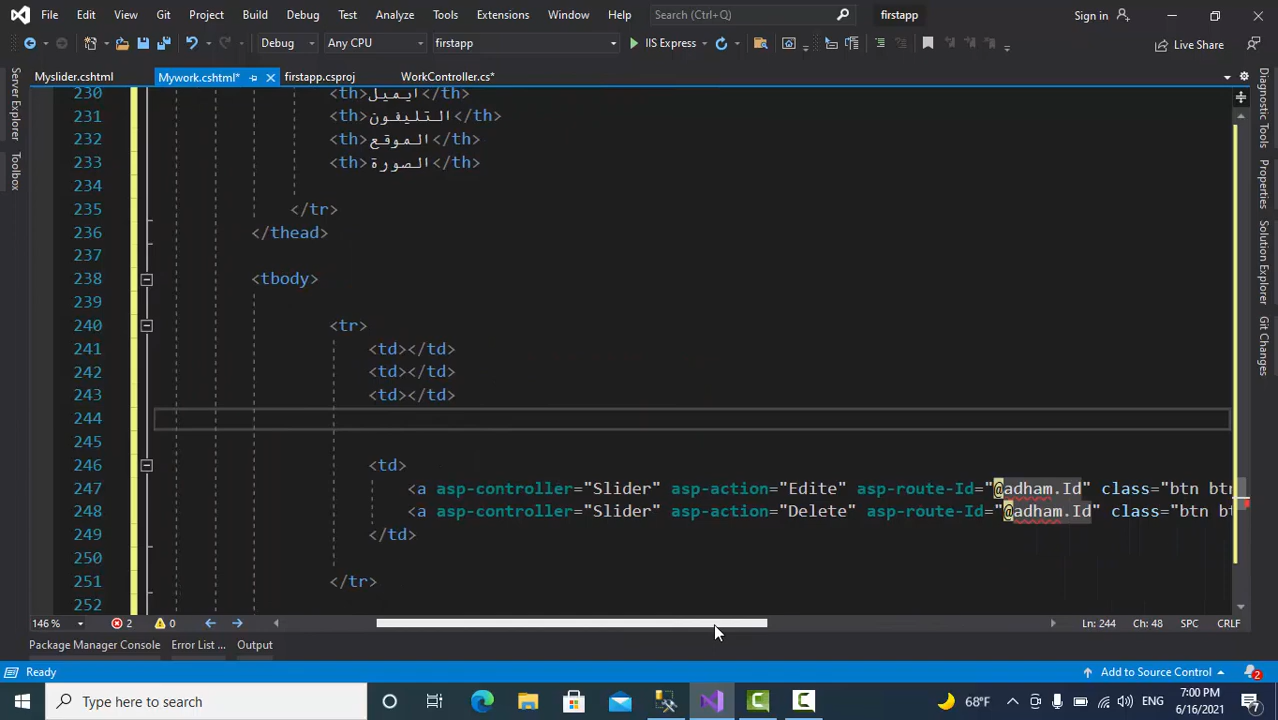 File Edit View Git Project Build Debug Test Analyze Tools Extensions Window Help Search (Ctrl+Q) firstapp Sign in
Debug Any CPU firstapp IIS Express Live Share
Myslider.cshtml Mywork.cshtml* firstapp.csproj WorkController.cs*
Server Explorer
Toolbox
Diagnostic Tools
Properties
Solution Explorer
Git Changes
230 <th>ايميل</th>
231 <th>التليفون</th>
232 <th>الموقع</th>
233 <th>الصورة</th>
234
235 </tr>
236 </thead>
237
238 <tbody>
239
240 <tr>
241 <td></td>
242 <td></td>
243 <td></td>
244
245
246 <td>
247 <a asp-controller="Slider" asp-action="Edite" asp-route-Id="@adham.Id" class="btn btn
248 <a asp-controller="Slider" asp-action="Delete" asp-route-Id="@adham.Id" class="btn bt
249 </td>
250
251 </tr>
252
146 % 2 0 Ln: 244 Ch: 48 SPC CRLF
Package Manager Console Error List ... Output
Ready Add to Source Control 2
Type here to search 68°F ENG 7:00 PM
6/16/2021 7